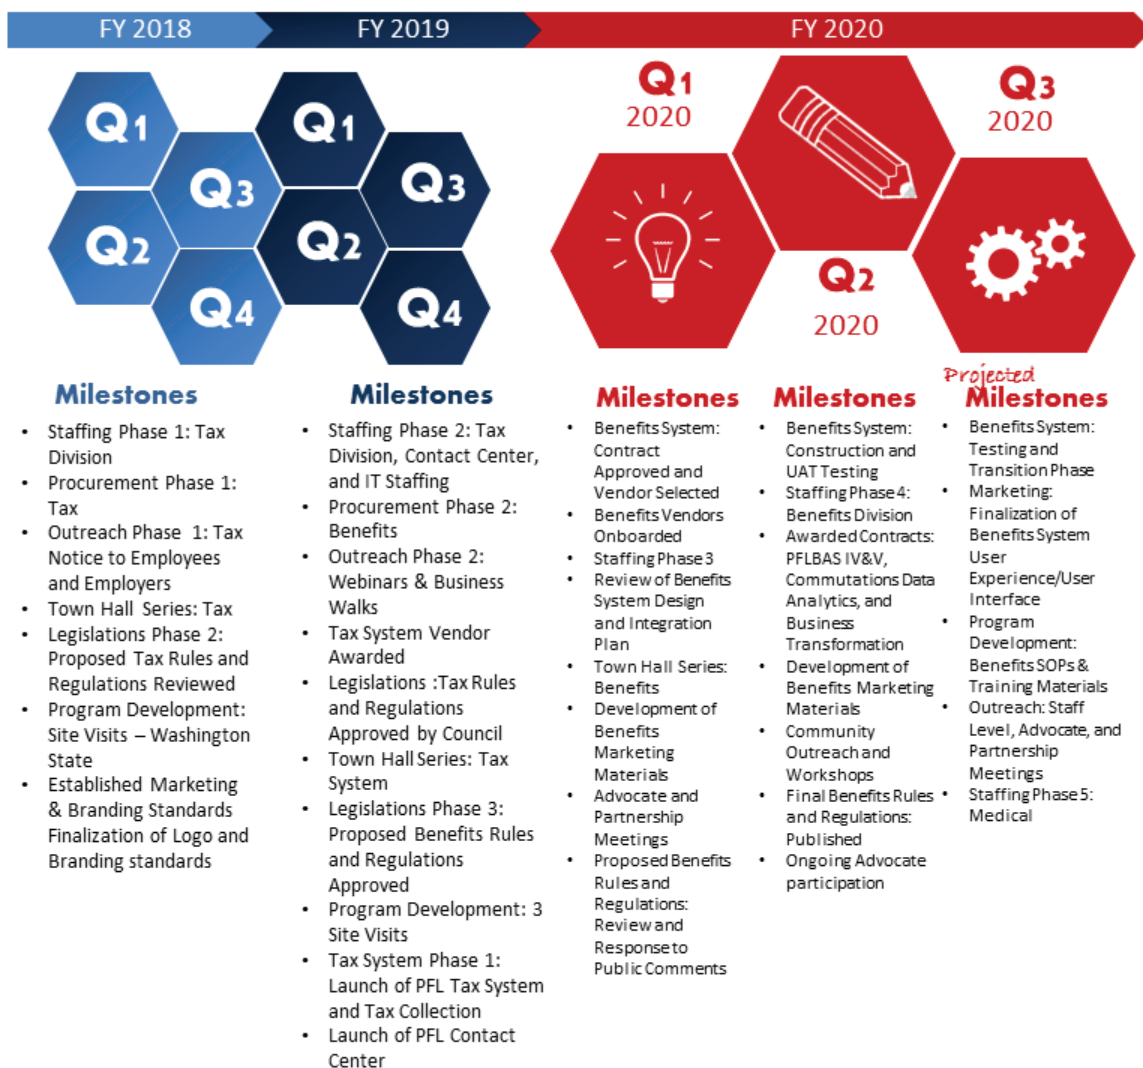 FY 2018
FY 2019
FY 2020
Q1
Q2
Q3
Q4
Q1
Q2
Q3
Q4
Q1
2020
Q2
2020
Q3
2020
Milestones
• Staffing Phase 1: Tax
Division
• Procurement Phase 1:
Tax
• Outreach Phase 1: Tax
Notice to Employees
and Employers
• Town Hall Series: Tax
• Legislations Phase 2:
Proposed Tax Rules and
Regulations Reviewed
• Program Development:
Site Visits – Washington
State
• Established Marketing
& Branding Standards
Finalization of Logo and
Branding standards
Milestones
• Staffing Phase 2: Tax
Division, Contact Center,
and IT Staffing
• Procurement Phase 2:
Benefits
• Outreach Phase 2:
Webinars & Business
Walks
• Tax System Vendor
Awarded
• Legislations :Tax Rules
and Regulations
Approved by Council
• Town Hall Series: Tax
System
• Legislations Phase 3:
Proposed Benefits Rules
and Regulations
Approved
• Program Development: 3
Site Visits
• Tax System Phase 1:
Launch of PFL Tax System
and Tax Collection
• Launch of PFL Contact
Center
Milestones
• Benefits System:
Contract
Approved and
Vendor Selected
• Benefits Vendors
Onboarded
• Staffing Phase 3
• Review of Benefits
System Design
and Integration
Plan
• Town Hall Series:
Benefits
• Development of
Benefits
Marketing
Materials
• Advocate and
Partnership
Meetings
• Proposed Benefits
Rules and
Regulations:
Review and
Response to
Public Comments
Milestones
• Benefits System:
Construction and
UAT Testing
• Staffing Phase 4:
Benefits Division
• Awarded Contracts:
PFLBAS IV&V,
Commutations Data
Analytics, and
Business
Transformation
• Development of
Benefits Marketing
Materials
• Community
Outreach and
Workshops
• Final Benefits Rules
and Regulations:
Published
• Ongoing Advocate
participation
Projected
Milestones
• Benefits System:
Testing and
Transition Phase
• Marketing:
Finalization of
Benefits System
User
Experience/User
Interface
• Program
Development:
Benefits SOPs &
Training Materials
• Outreach: Staff
Level, Advocate, and
Partnership
Meetings
• Staffing Phase 5:
Medical